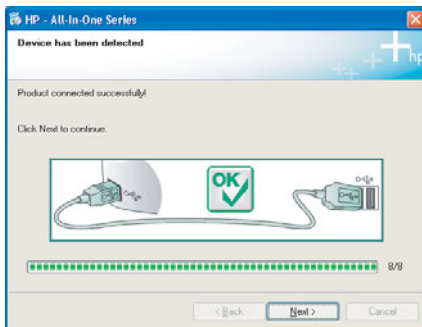 HP - All-In-One Series
Device has been detected
hp
Product connected successfully!
Click Next to continue.
OK
8/8
< Back Next > Cancel